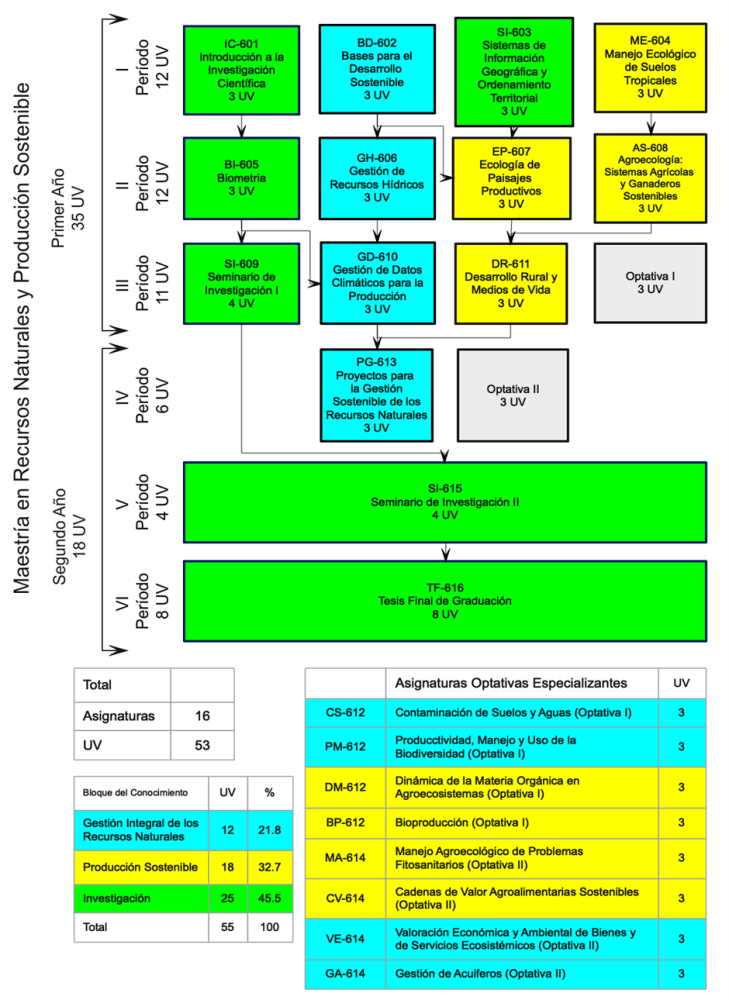 Maestría en Recursos Naturales y Producción Sostenible
Primer Año
35 UV
I
Período
12 UV
IC-601
Introducción a la
Investigación
Científica
3 UV
BD-602
Bases para el
Desarrollo
Sostenible
3 UV
SI-603
Sistemas de
Información
Geográfica y
Ordenamiento
Territorial
3 UV
ME-604
Manejo Ecológico
de Suelos
Tropicales
3 UV
II
Período
12 UV
BI-605
Biometria
3 UV
GH-606
Gestión de
Recursos Hídricos
3 UV
EP-607
Ecología de
Paisajes
Productivos
3 UV
AS-608
Agroecología:
Sistemas Agrícolas
y Ganaderos
Sostenibles
3 UV
III
Período
11 UV
SI-609
Seminario de
Investigación I
4 UV
GD-610
Gestión de Datos
Climáticos para la
Producción
3 UV
DR-611
Desarrollo Rural y
Medios de Vida
3 UV
Optativa I
3 UV
Segundo Año
18 UV
IV
Período
6 UV
PG-613
Proyectos para
la Gestión
Sostenible de los
Recursos Naturales
3 UV
Optativa II
3 UV
V
Período
4 UV
SI-615
Seminario de Investigación II
4 UV
VI
Período
8 UV
TF-616
Tesis Final de Graduación
8 UV
Total
Asignaturas 16
UV 53
Bloque del Conocimiento UV %
Gestión Integral de los
Recursos Naturales 12 21.8
Producción Sostenible 18 32.7
Investigación 25 45.5
Total 55 100
Asignaturas Optativas Especializantes UV
CS-612 Contaminación de Suelos y Aguas (Optativa I) 3
PM-612 Producctividad, Manejo y Uso de la
Biodiversidad (Optativa I) 3
DM-612 Dinámica de la Materia Orgánica en
Agroecosistemas (Optativa I) 3
BP-612 Bioproducción (Optativa I) 3
MA-614 Manejo Agroecológico de Problemas
Fitosanitarios (Optativa II) 3
CV-614 Cadenas de Valor Agroalimentarias Sostenibles
(Optativa II) 3
VE-614 Valoración Económica y Ambiental de Bienes y
de Servicios Ecosistémicos (Optativa II) 3
GA-614 Gestión de Acuiferos (Optativa II) 3